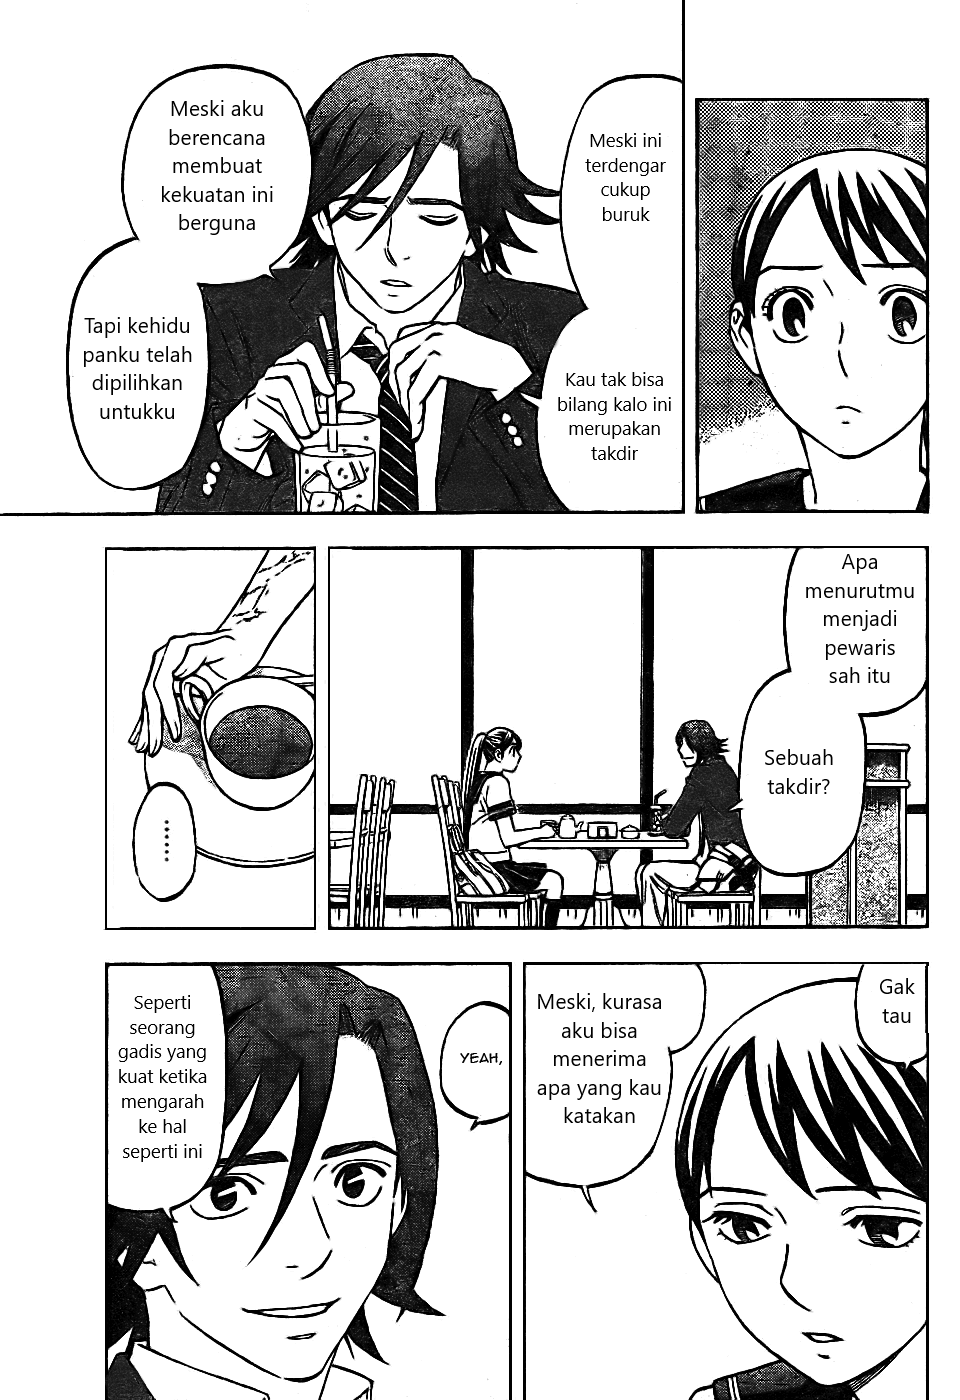 Meski ini
terdengar
cukup
buruk
Kau tak bisa
bilang kalo ini
merupakan
takdir
Meski aku
berencana
membuat
kekuatan ini
berguna
Tapi kehidu
panku telah
dipilihkan
untukku
Apa
menurutmu
menjadi
pewaris
sah itu
Sebuah
takdir?
......
Gak
tau
Meski, kurasa
aku bisa
menerima
apa yang kau
katakan
YEAH,
Seperti
seorang
gadis yang
kuat ketika
mengarah
ke hal
seperti ini